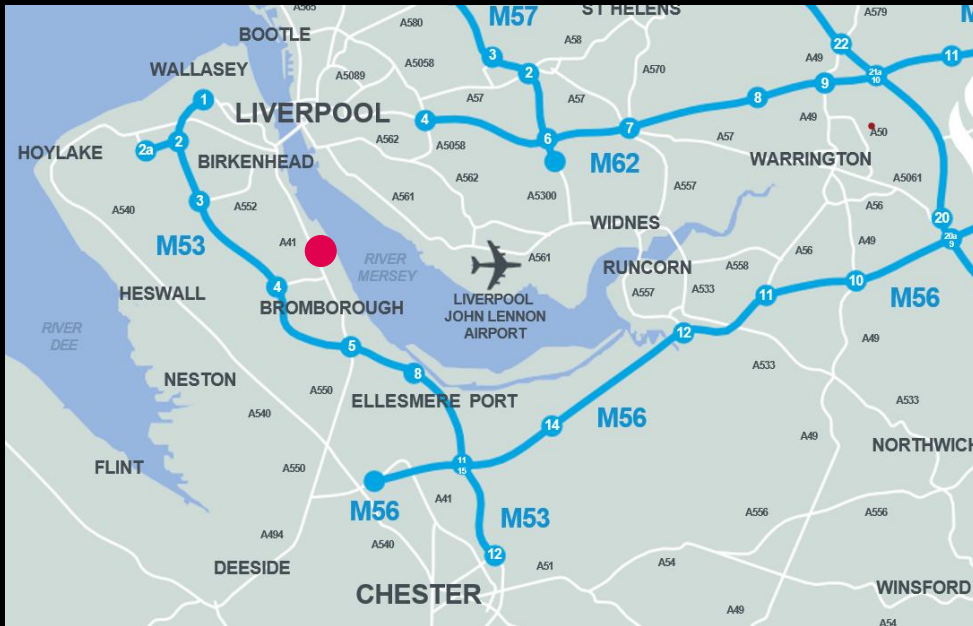 A565
M57
ST HELENS
A579
M
BOOTLE
A580
A58
22
A5058
3
A49
11
WALLASEY
A5089
2
A570
21a
10
9
1
A57
A57
8
LIVERPOOL
4
A49
A50
7
6
2
A562
A5058
A57
2a
HOYLAKE
BIRKENHEAD
M62
WARRINGTON
A562
A5061
A557
3
A552
A561
A5300
A540
A56
20
WIDNES
M53
A41
A49
20a
9
A56
RIVER
MERSEY
A561
RUNCORN
A558
4
10
HESWALL
A557
A533
11
M56
BROMBOROUGH
LIVERPOOL
JOHN LENNON
AIRPORT
RIVER
DEE
12
A49
5
A533
8
NESTON
A550
ELLESMERE PORT
A533
A540
M56
14
A49
NORTHWICH
FLINT
A550
11
15
M56
A41
M53
A556
A556
A494
A540
12
DEESIDE
A51
A54
CHESTER
WINSFORD
A49
A54